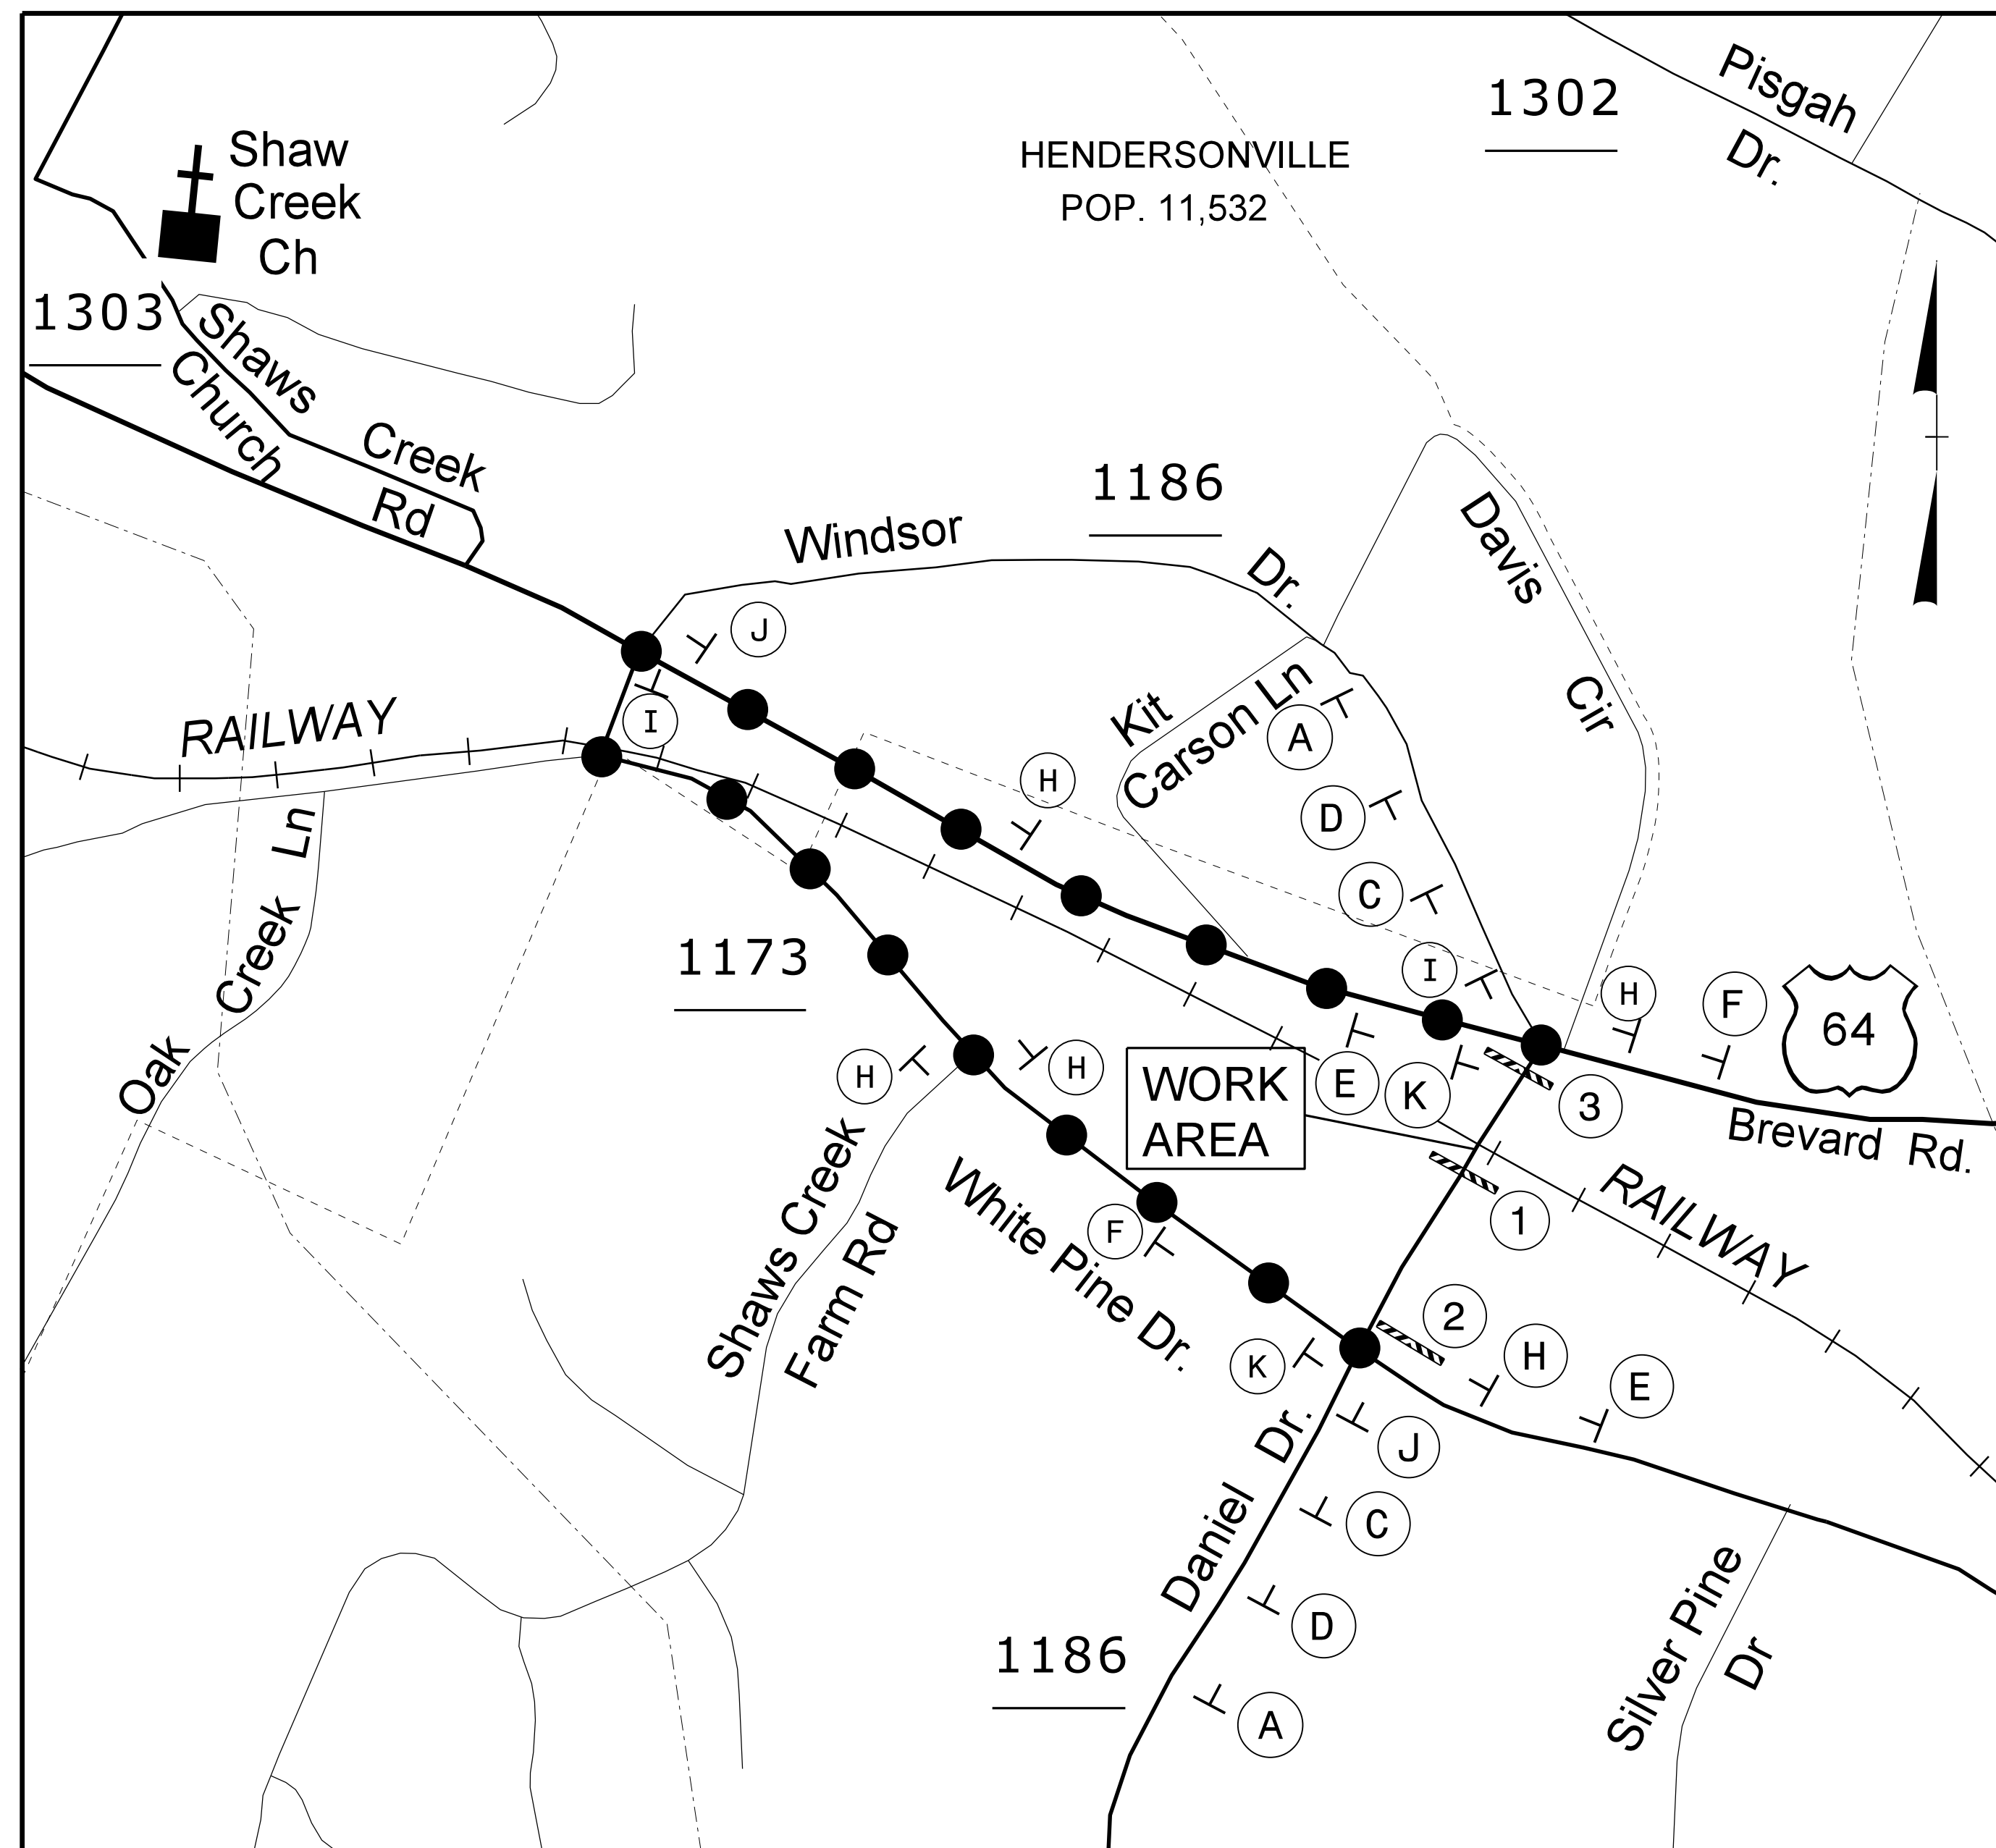 Pisgah
Dr.
1302
HENDERSONVILLE
POP. 11,532
Shaw
Creek
Ch
1303
Shaws
Church
Creek
Rd
1186
Windsor
Dr.
Davis
Cir
J
I
RAILWAY
Kit
Carson Ln
A
H
D
C
I
H
F
64
Oak
Creek
Ln
1173
H
H
WORK
AREA
E
K
3
Brevard Rd.
1
RAILWAY
White Pine Dr.
F
Shaws Creek
Farm Rd
2
K
H
E
J
C
Daniel
Dr.
D
A
1186
Silver Pine
Dr